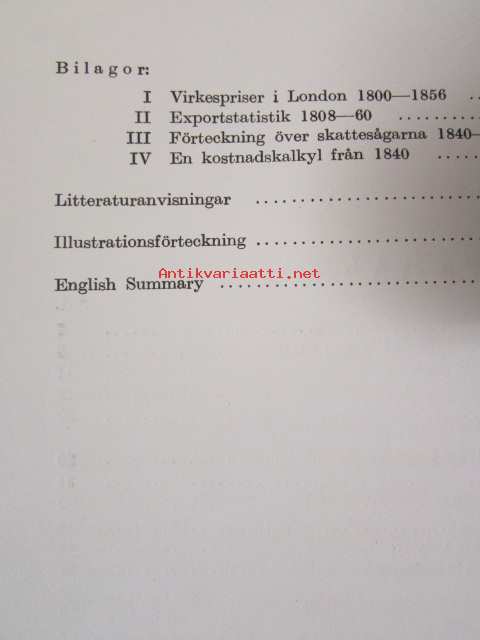 Bilagor:
I Virkespriser i London 1800—1856 ..
II Exportstatistik 1808—60 ..........
III Förteckning över skattesågarna 1840–
IV En kostnadskalkyl från 1840 .....
Litteraturanvisningar ..........................
Illustrationsförteckning ..........................
Antikvariaatti.net
English Summary ..............................